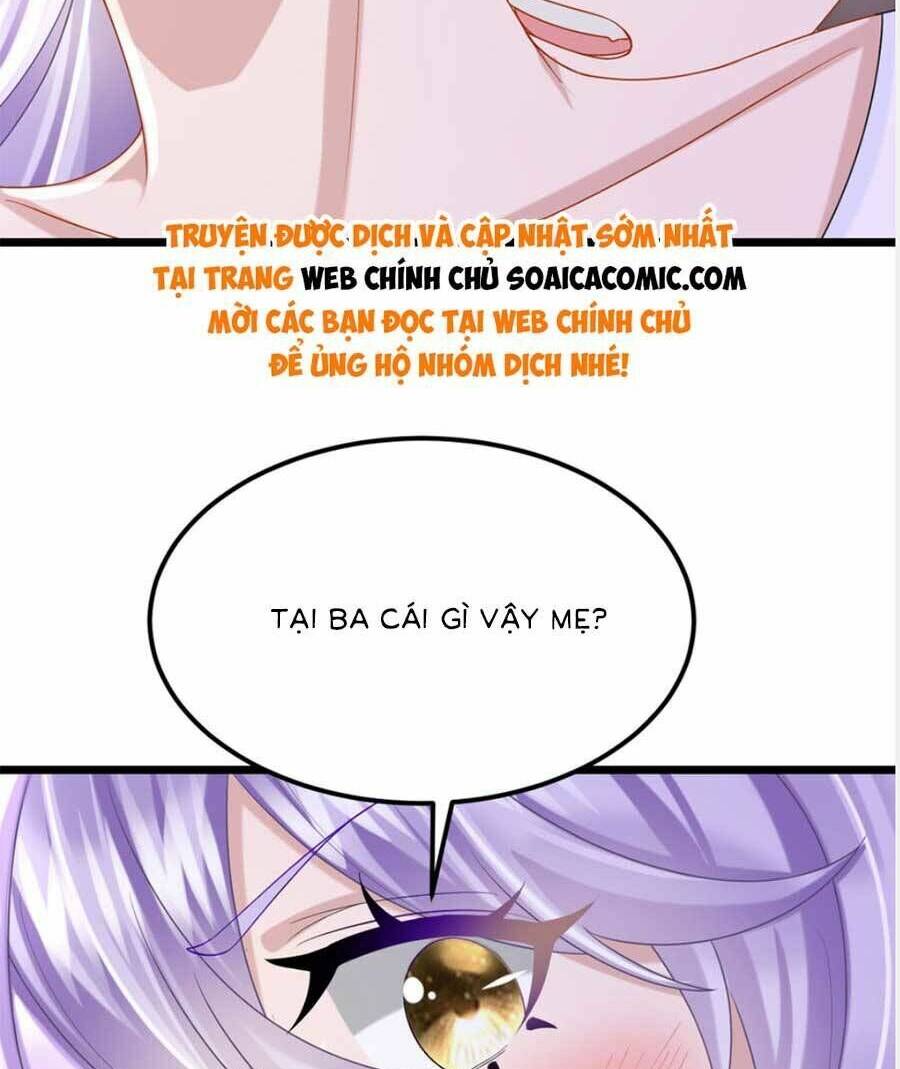 TRUYỆN ĐƯỢC DỊCH VÀ CẬP NHẬT SỚM NHẤT
TẠI TRANG WEB CHÍNH CHỦ SOAICACOMIC.COM
MỜI CÁC BẠN ĐỌC TẠI WEB CHÍNH CHỦ
ĐỂ ỦNG HỘ NHÓM DỊCH NHÉ!
TẠI BA CÁI GÌ VẬY MẸ?